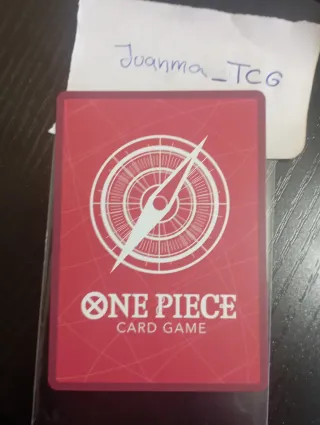 Juanma_TCG
ONE PIECE
CARD GAME